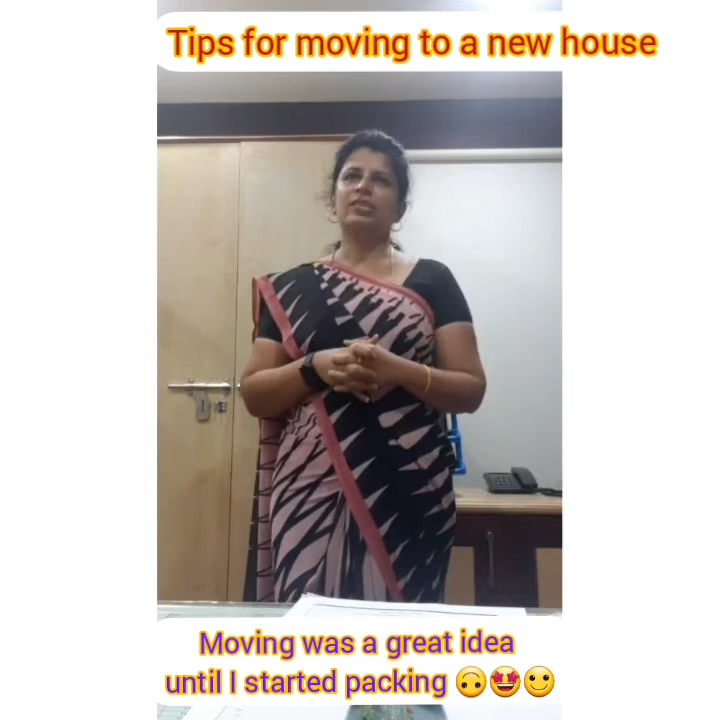 Tips for moving to a new house
Moving was a great idea
until I started packing 🙃🤩🙂